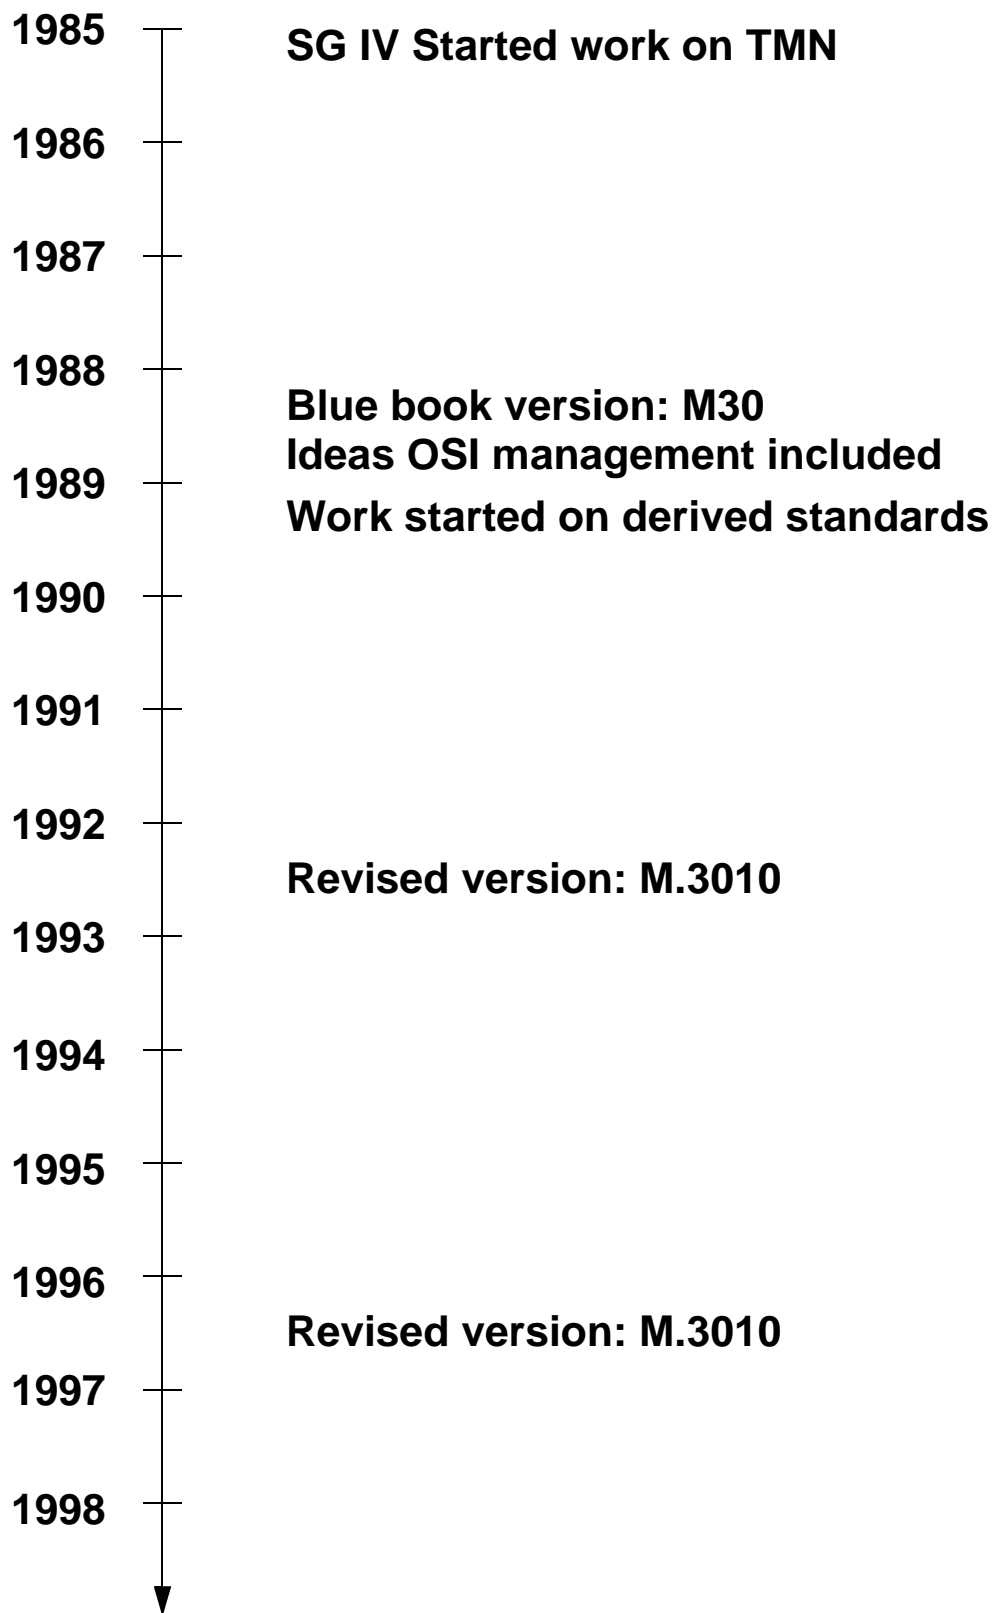 1985
SG IV Started work on TMN
1986
1987
1988
Blue book version: M30
Ideas OSI management included
1989
Work started on derived standards
1990
1991
1992
Revised version: M.3010
1993
1994
1995
1996
Revised version: M.3010
1997
1998